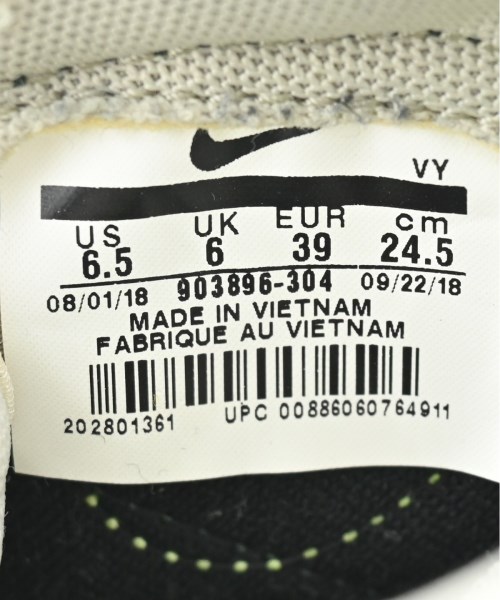 VY
US UK EUR cm
6.5 6 39 24.5
08/01/18 903896-304 09/22/18
MADE IN VIETNAM
FABRIQUE AU VIETNAM
202801361 UPC 00886060764911